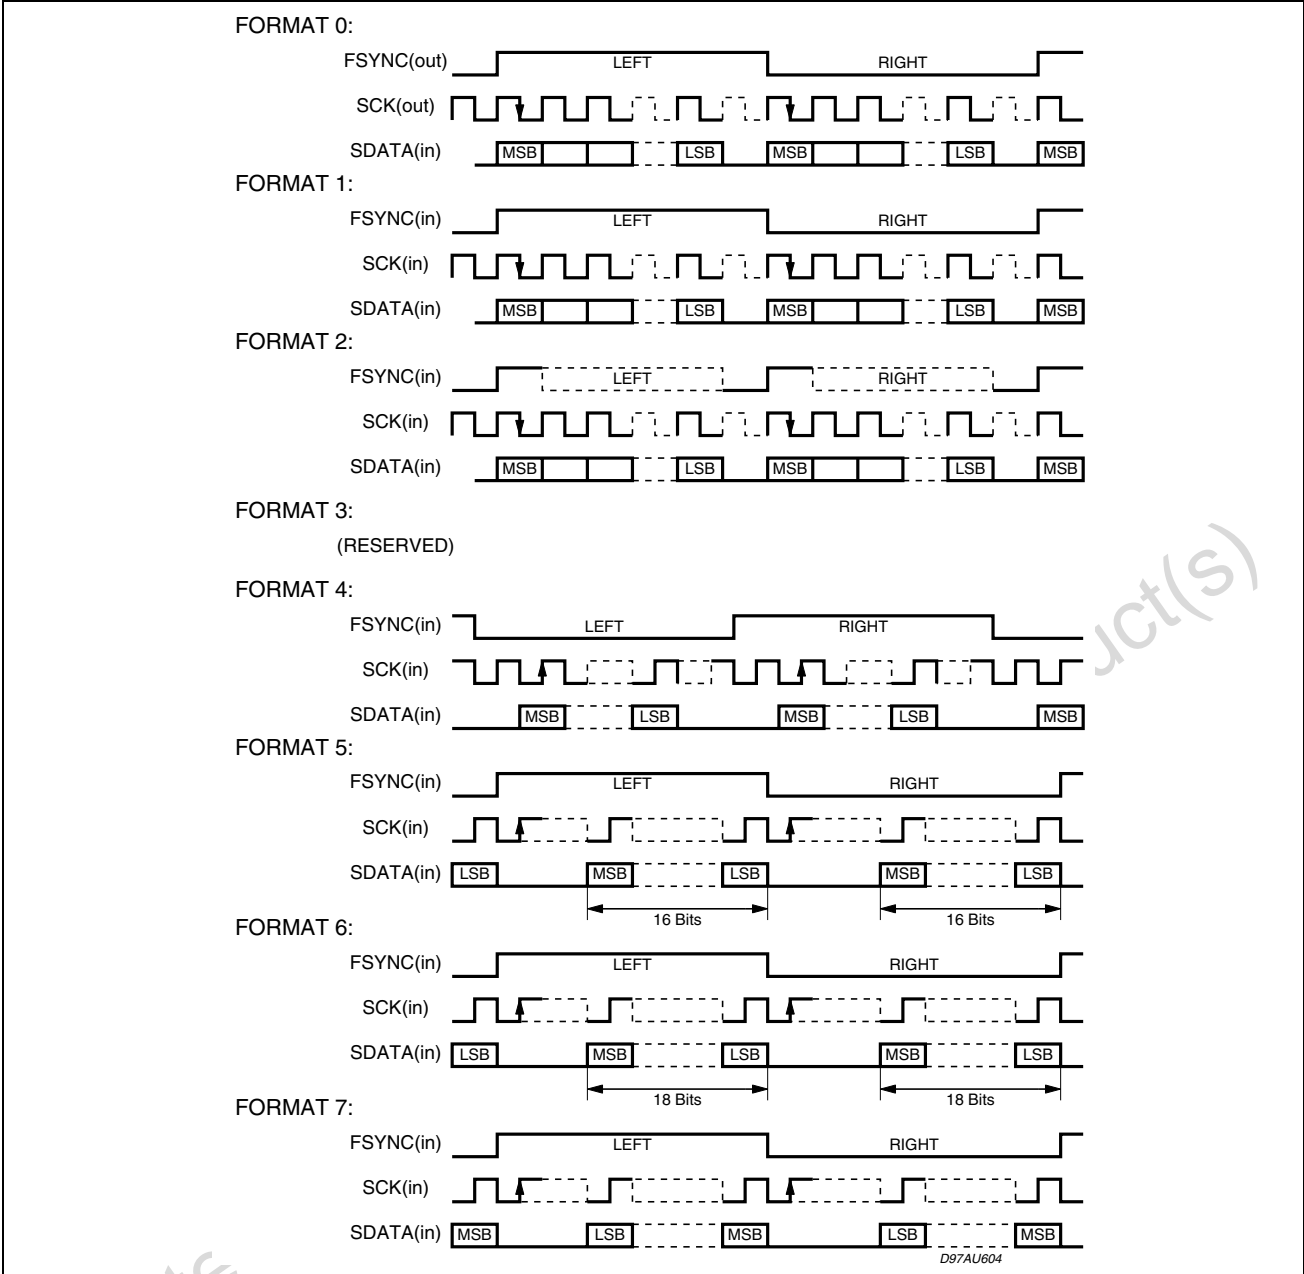 FORMAT 0:
FSYNC(out) LEFT RIGHT
SCK(out)
SDATA(in) MSB LSB MSB LSB MSB
FORMAT 1:
FSYNC(in) LEFT RIGHT
SCK(in)
SDATA(in) MSB LSB MSB LSB MSB
FORMAT 2:
FSYNC(in) LEFT RIGHT
SCK(in)
SDATA(in) MSB LSB MSB LSB MSB
FORMAT 3:
(RESERVED)
FORMAT 4:
FSYNC(in) LEFT RIGHT
SCK(in)
SDATA(in) MSB LSB MSB LSB MSB
FORMAT 5:
FSYNC(in) LEFT RIGHT
SCK(in)
SDATA(in) LSB MSB LSB MSB LSB
16 Bits 16 Bits
FORMAT 6:
FSYNC(in) LEFT RIGHT
SCK(in)
SDATA(in) LSB MSB LSB MSB LSB
18 Bits 18 Bits
FORMAT 7:
FSYNC(in) LEFT RIGHT
SCK(in)
SDATA(in) MSB LSB MSB LSB MSB
D97AU604
uct(s)